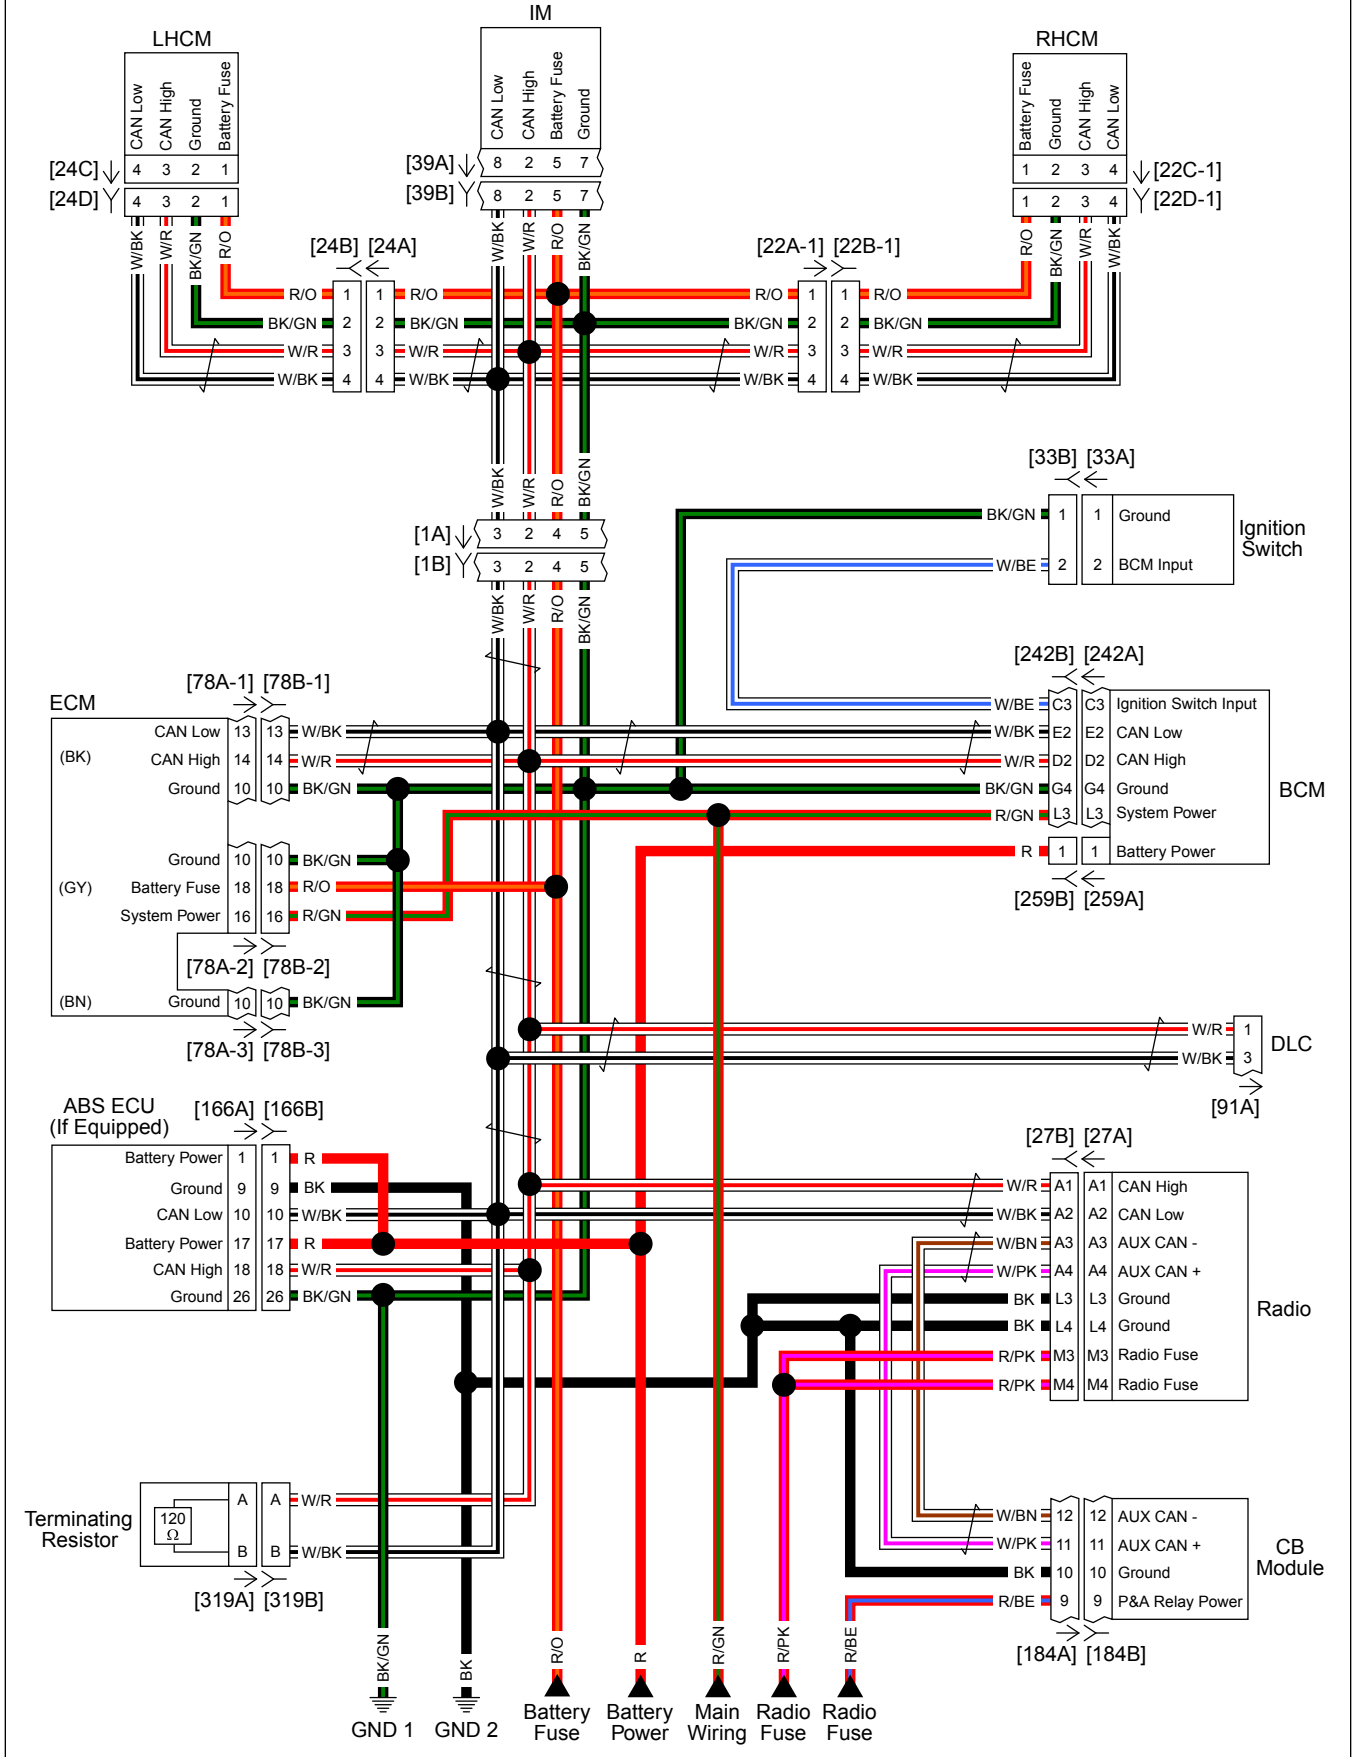 IM
LHCM
RHCM
CAN Low
CAN High
Ground
Battery Fuse
CAN Low
CAN High
Battery Fuse
Ground
Battery Fuse
Ground
CAN High
CAN Low
[24C] 4 3 2 1
[39A] 8 2 5 7
1 2 3 4 [22C-1]
[24D] 4 3 2 1
[39B] 8 2 5 7
1 2 3 4 [22D-1]
W/BK W/R BK/GN R/O
W/BK W/R R/O BK/GN
R/O BK/GN W/R W/BK
[24B] [24A]
[22A-1] [22B-1]
R/O 1 1 R/O R/O 1 1 R/O
BK/GN 2 2 BK/GN BK/GN 2 2 BK/GN
W/R 3 3 W/R W/R 3 3 W/R
W/BK 4 4 W/BK W/BK 4 4 W/BK
W/BK W/R R/O BK/GN
[1A] 3 2 4 5
[1B] 3 2 4 5
W/BK W/R R/O BK/GN
[33B] [33A]
BK/GN 1 1 Ground
W/BE 2 2 BCM Input
Ignition
Switch
[242B] [242A]
W/BE C3 C3 Ignition Switch Input
W/BK E2 E2 CAN Low
W/R D2 D2 CAN High
BK/GN G4 G4 Ground
R/GN L3 L3 System Power
R 1 1 Battery Power
BCM
[259B] [259A]
[78A-1] [78B-1]
ECM
(BK)
CAN Low 13 13 W/BK
CAN High 14 14 W/R
Ground 10 10 BK/GN
(GY)
Ground 10 10 BK/GN
Battery Fuse 18 18 R/O
System Power 16 16 R/GN
[78A-2] [78B-2]
(BN)
Ground 10 10 BK/GN
[78A-3] [78B-3]
W/R 1
W/BK 3
DLC
[91A]
ABS ECU
(If Equipped)
[166A] [166B]
Battery Power 1 1 R
Ground 9 9 BK
CAN Low 10 10 W/BK
Battery Power 17 17 R
CAN High 18 18 W/R
Ground 26 26 BK/GN
[27B] [27A]
W/R A1 A1 CAN High
W/BK A2 A2 CAN Low
W/BN A3 A3 AUX CAN -
W/PK A4 A4 AUX CAN +
BK L3 L3 Ground
BK L4 L4 Ground
R/PK M3 M3 Radio Fuse
R/PK M4 M4 Radio Fuse
Radio
Terminating
Resistor
120
Ω
A A W/R
B B W/BK
[319A] [319B]
W/BN 12 12 AUX CAN -
W/PK 11 11 AUX CAN +
BK 10 10 Ground
R/BE 9 9 P&A Relay Power
CB
Module
[184A] [184B]
BK/GN BK R/O R R/GN R/PK R/BE
GND 1
GND 2
Battery
Fuse
Battery
Power
Main
Wiring
Radio
Fuse
Radio
Fuse